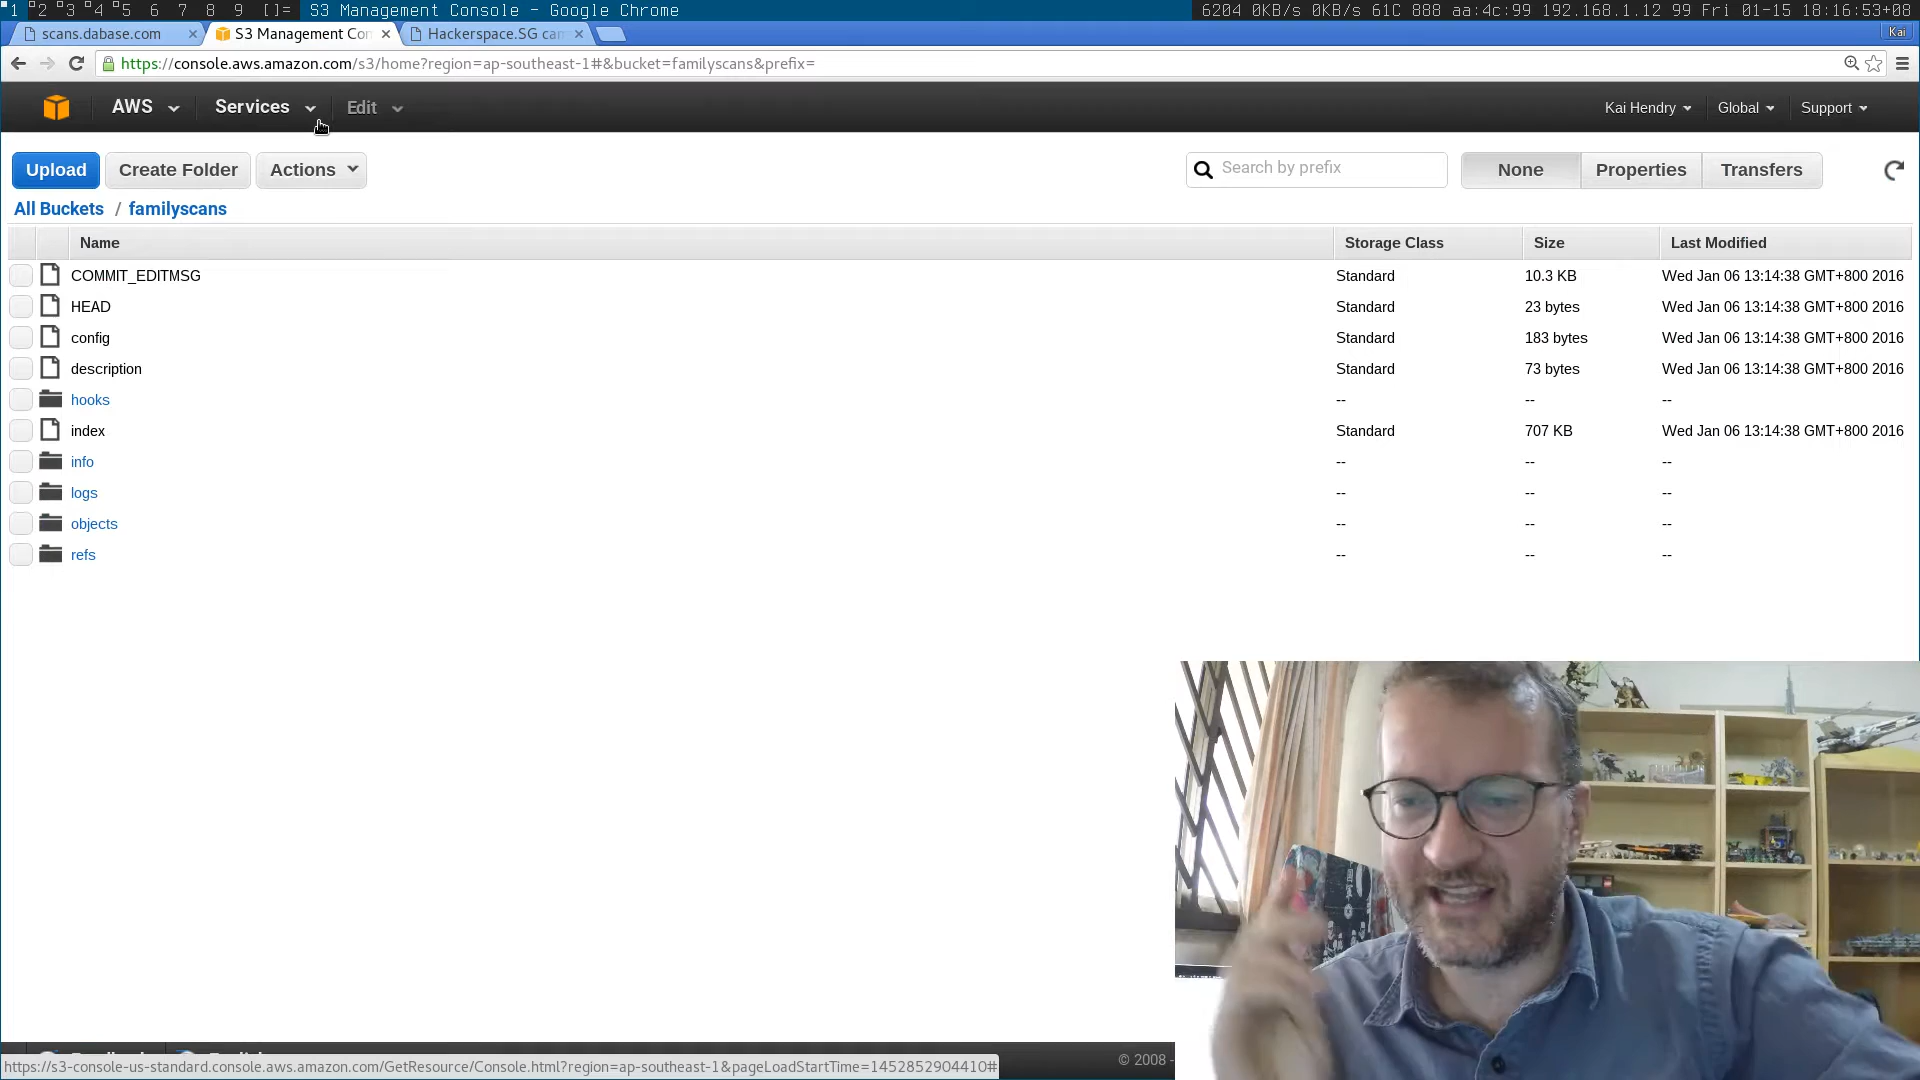 1 2 3 4 5 6 7 8 9 []= S3 Management Console - Google Chrome 6204 0KB/s 0KB/s 61C 888 aa:4c:99 192.168.1.12 99 Fri 01-15 18:16:53+08
scans.dabase.com S3 Management Con Hackerspace.SG cam Kai
https://console.aws.amazon.com/s3/home?region=ap-southeast-1#&bucket=familyscans&prefix=
AWS Services Edit Kai Hendry Global Support
Upload Create Folder Actions Search by prefix None Properties Transfers
All Buckets / familyscans
Name Storage Class Size Last Modified
COMMIT_EDITMSG Standard 10.3 KB Wed Jan 06 13:14:38 GMT+800 2016
HEAD Standard 23 bytes Wed Jan 06 13:14:38 GMT+800 2016
config Standard 183 bytes Wed Jan 06 13:14:38 GMT+800 2016
description Standard 73 bytes Wed Jan 06 13:14:38 GMT+800 2016
hooks -- -- --
index Standard 707 KB Wed Jan 06 13:14:38 GMT+800 2016
info -- -- --
logs -- -- --
objects -- -- --
refs -- -- --
© 2008 -
https://s3-console-us-standard.console.aws.amazon.com/GetResource/Console.html?region=ap-southeast-1&pageLoadStartTime=1452852904410#